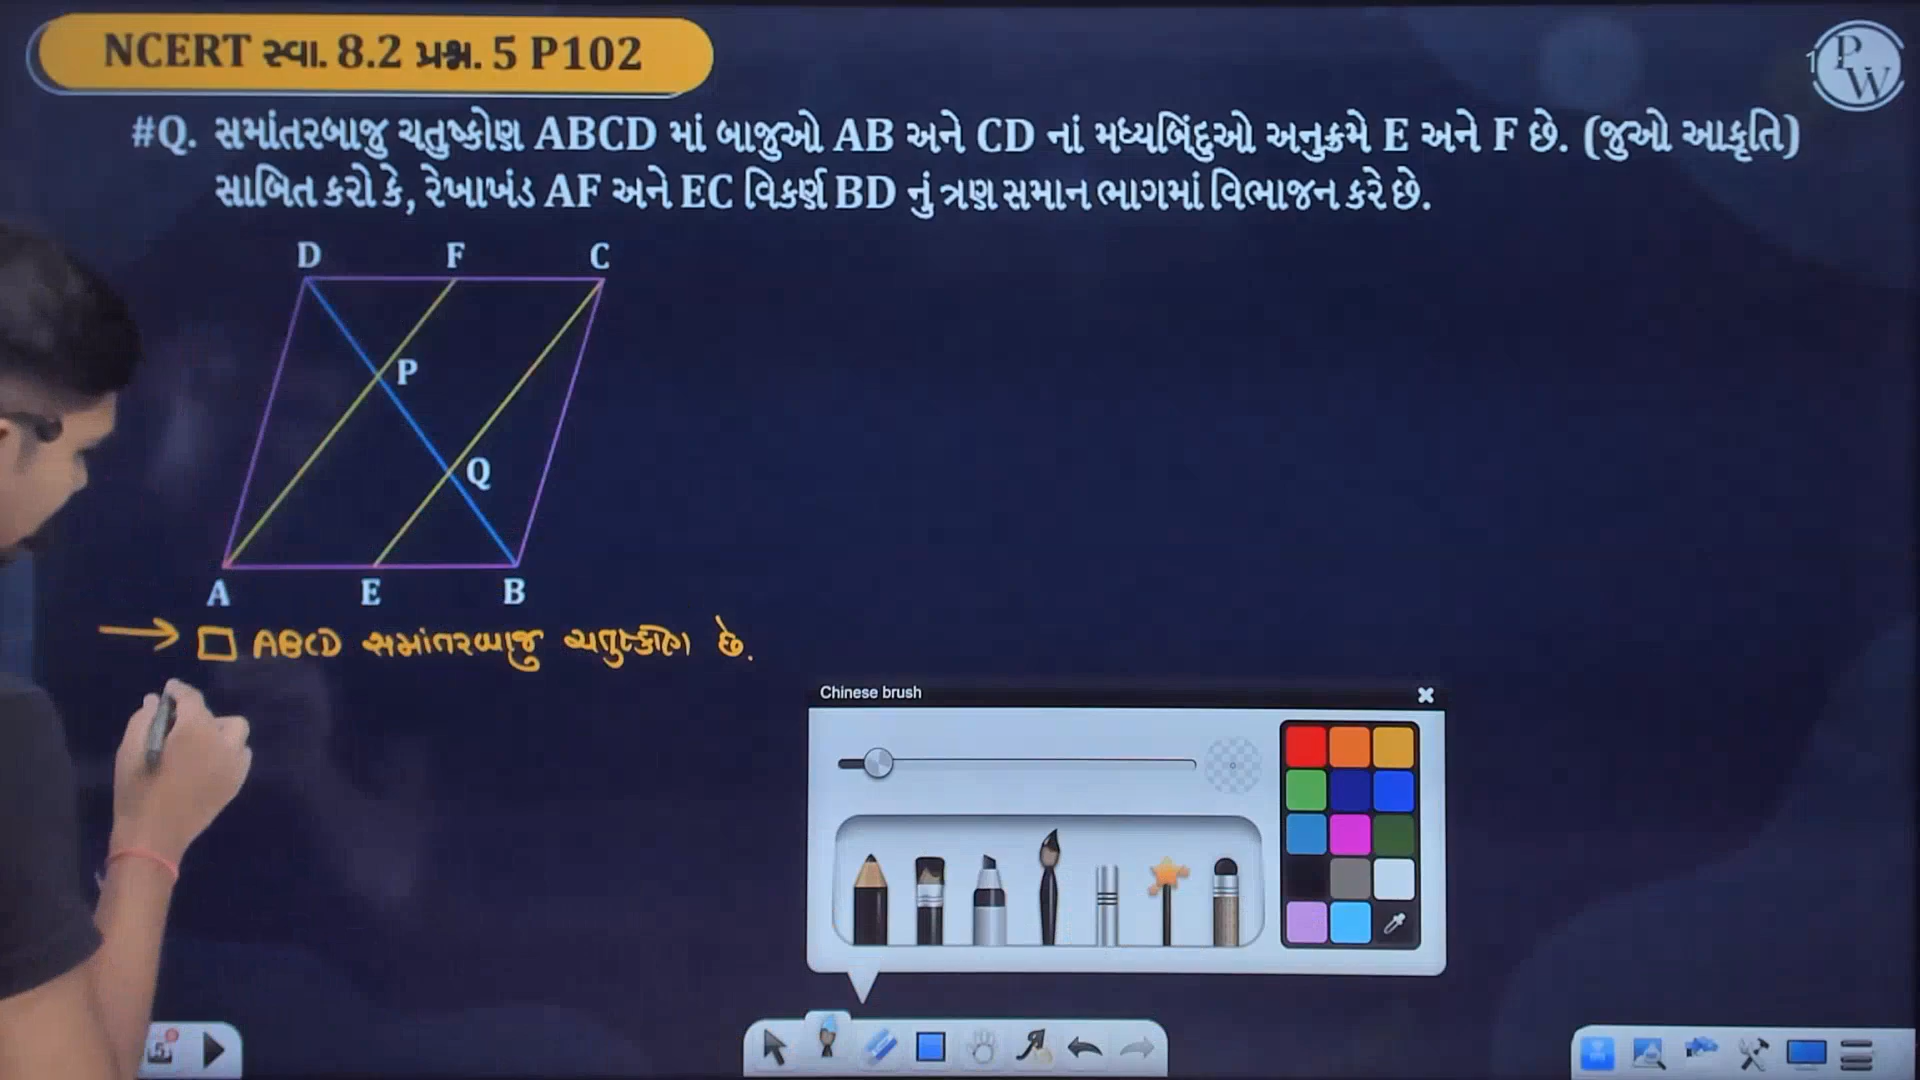 NCERT સ્વા. 8.2 પ્રશ્ન. 5 P102
PW
#Q. સમાંતરબાજુ ચતુષ્કોણ ABCD માં બાજુઓ AB અને CD નાં મધ્યબિંદુઓ અનુક્રમે E અને F છે. (જુઓ આકૃતિ)
સાબિત કરો કે, રેખાખંડ AF અને EC વિકર્ણ BD નું ત્રણ સમાન ભાગમાં વિભાજન કરે છે.
D F C
P
Q
A E B
→ □ ABCD સમાંતરબાજુ ચતુષ્કોણ છે.
Chinese brush